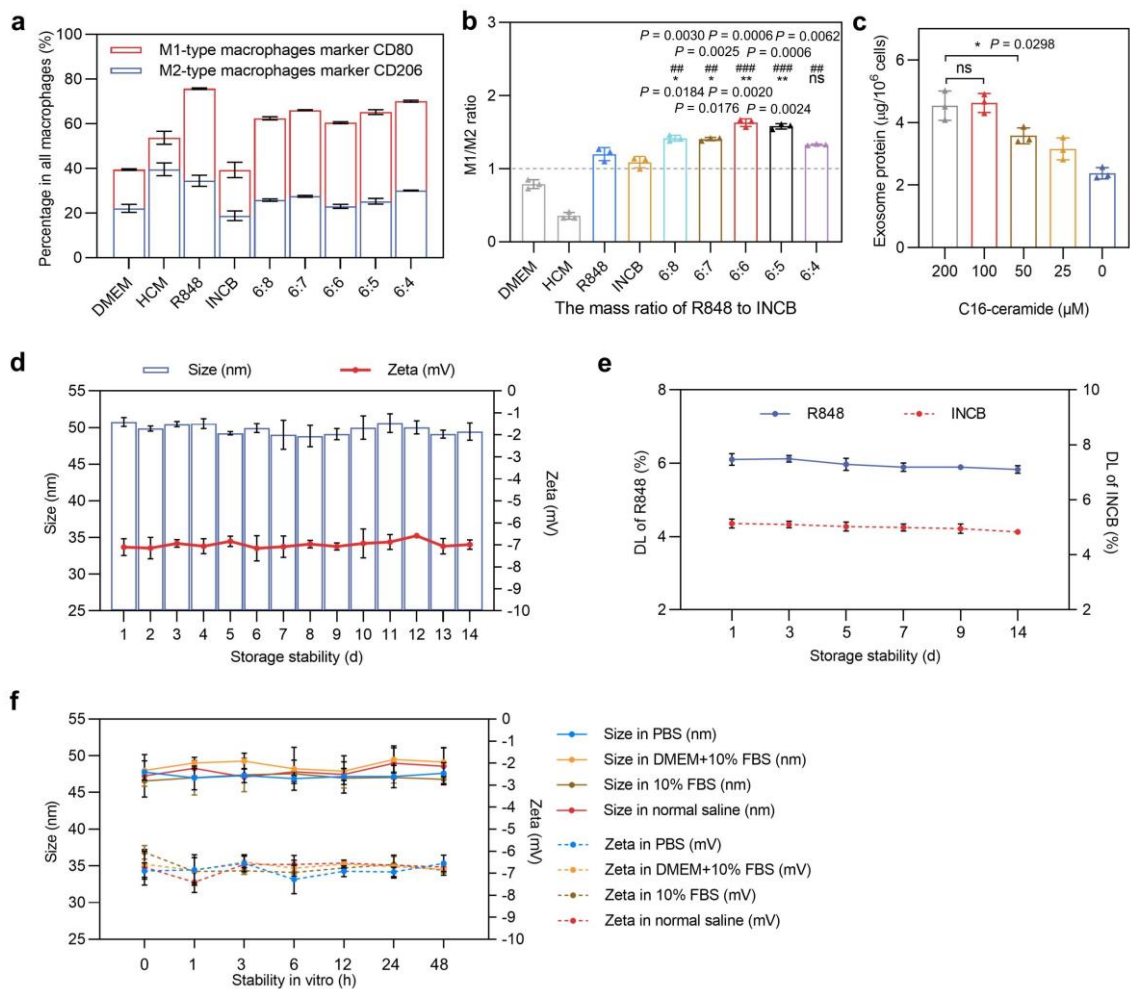 a
Percentage in all macrophages (%)
M1-type macrophages marker CD80
M2-type macrophages marker CD206
80
60
40
20
0
DMEM
HCM
R848
INCB
6:8
6:7
6:6
6:5
6:4
b
M1/M2 ratio
3
2
1
0
P = 0.0030 P = 0.0006 P = 0.0062
P = 0.0025 P = 0.0006
## ## ### ### ##
* * ** ** ns
P = 0.0184 P = 0.0020
P = 0.0176 P = 0.0024
DMEM
HCM
R848
INCB
6:8
6:7
6:6
6:5
6:4
The mass ratio of R848 to INCB
c
Exosome protein (µg/10⁶ cells)
* P = 0.0298
ns
6
4
2
0
200 100 50 25 0
C16-ceramide (µM)
d
Size (nm)
Zeta (mV)
Size (nm)
55
50
45
40
35
30
25
0
-1
-2
-3
-4
-5
-6
-7
-8
-9
-10
Zeta (mV)
1 2 3 4 5 6 7 8 9 10 11 12 13 14
Storage stability (d)
e
R848
INCB
DL of R848 (%)
8
6
4
2
10
8
6
4
2
DL of INCB
(%)
1 3 5 7 9 14
Storage stability (d)
f
Size (nm)
55
50
45
40
35
30
25
0
-1
-2
-3
-4
-5
-6
-7
-8
-9
-10
Zeta (mV)
0 1 3 6 12 24 48
Stability in vitro (h)
Size in PBS (nm)
Size in DMEM+10% FBS (nm)
Size in 10% FBS (nm)
Size in normal saline (nm)
Zeta in PBS (mV)
Zeta in DMEM+10% FBS (mV)
Zeta in 10% FBS (mV)
Zeta in normal saline (mV)